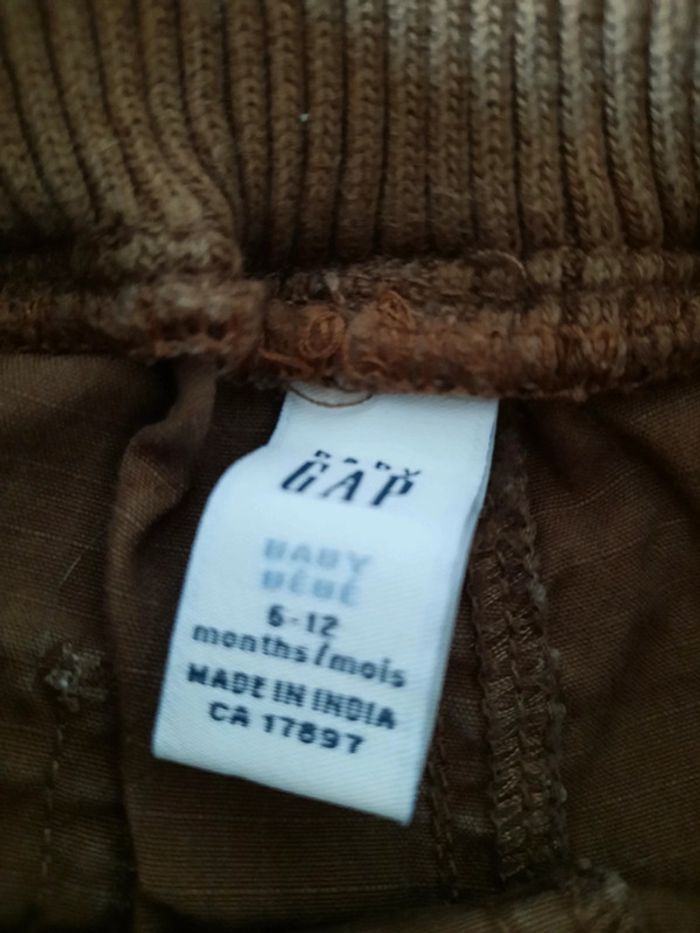 baby
GAP
BABY
BÉBÉ
6-12
months/mois
MADE IN INDIA
CA 17897